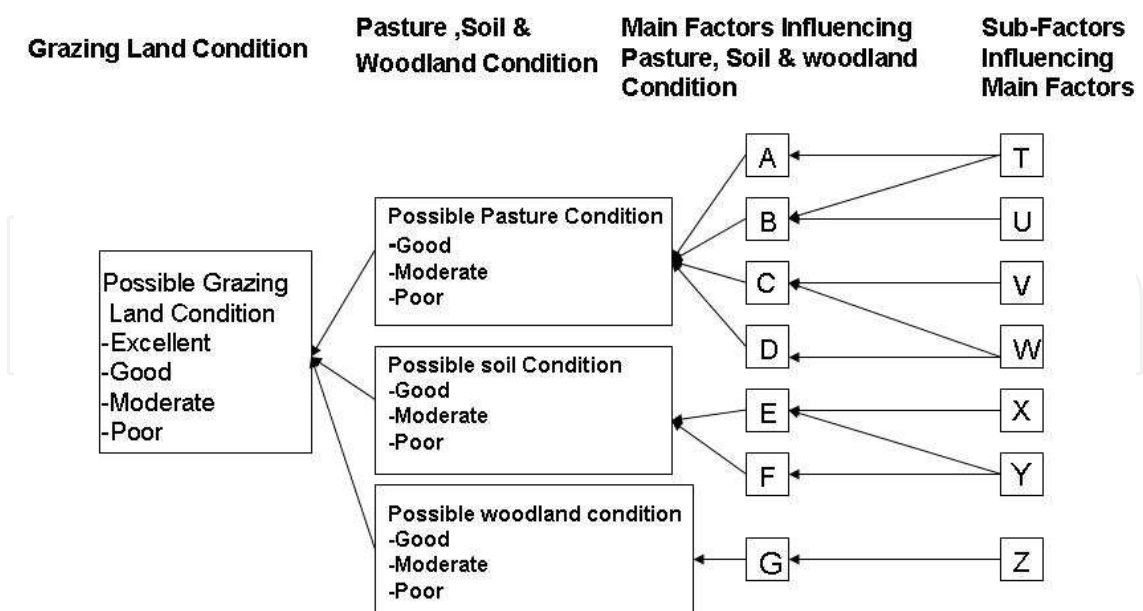 Grazing Land Condition
Pasture ,Soil &
Woodland Condition
Main Factors Influencing
Pasture, Soil & woodland
Condition
Sub-Factors
Influencing
Main Factors
Possible Grazing
Land Condition
-Excellent
-Good
-Moderate
-Poor
Possible Pasture Condition
-Good
-Moderate
-Poor
Possible soil Condition
-Good
-Moderate
-Poor
Possible woodland condition
-Good
-Moderate
-Poor
A
B
C
D
E
F
G
T
U
V
W
X
Y
Z